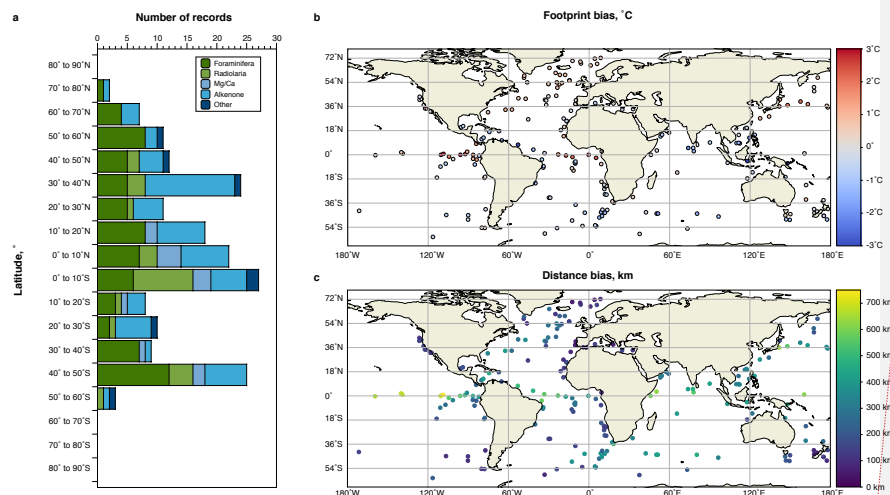 a
Number of records
0 5 10 15 20 25 30
Latitude, °
80˚ to 90˚N
70˚ to 80˚N
60˚ to 70˚N
50˚ to 60˚N
40˚ to 50˚N
30˚ to 40˚N
20˚ to 30˚N
10˚ to 20˚N
0˚ to 10˚N
0˚ to 10˚S
10˚ to 20˚S
20˚ to 30˚S
30˚ to 40˚S
40˚ to 50˚S
50˚ to 60˚S
60˚ to 70˚S
70˚ to 80˚S
80˚ to 90˚S
Foraminifera
Radiolaria
Mg/Ca
Alkenone
Other
b
Footprint bias, ˚C
72˚N
54˚N
36˚N
18˚N
0˚
18˚S
36˚S
54˚S
180˚W 120˚W 60˚W 0˚ 60˚E 120˚E 180˚E
3˚C
2˚C
1˚C
0˚C
-1˚C
-2˚C
-3˚C
c
Distance bias, km
72˚N
54˚N
36˚N
18˚N
0˚
18˚S
36˚S
54˚S
180˚W 120˚W 60˚W 0˚ 60˚E 120˚E 180˚E
700 km
600 km
500 km
400 km
300 km
200 km
100 km
0 km